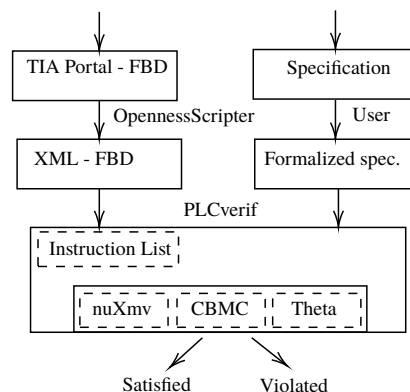 TIA Portal - FBD
Specification
OpennessScripter
User
XML - FBD
Formalized spec.
PLCverif
Instruction List
nuXmv
CBMC
Theta
Satisfied
Violated